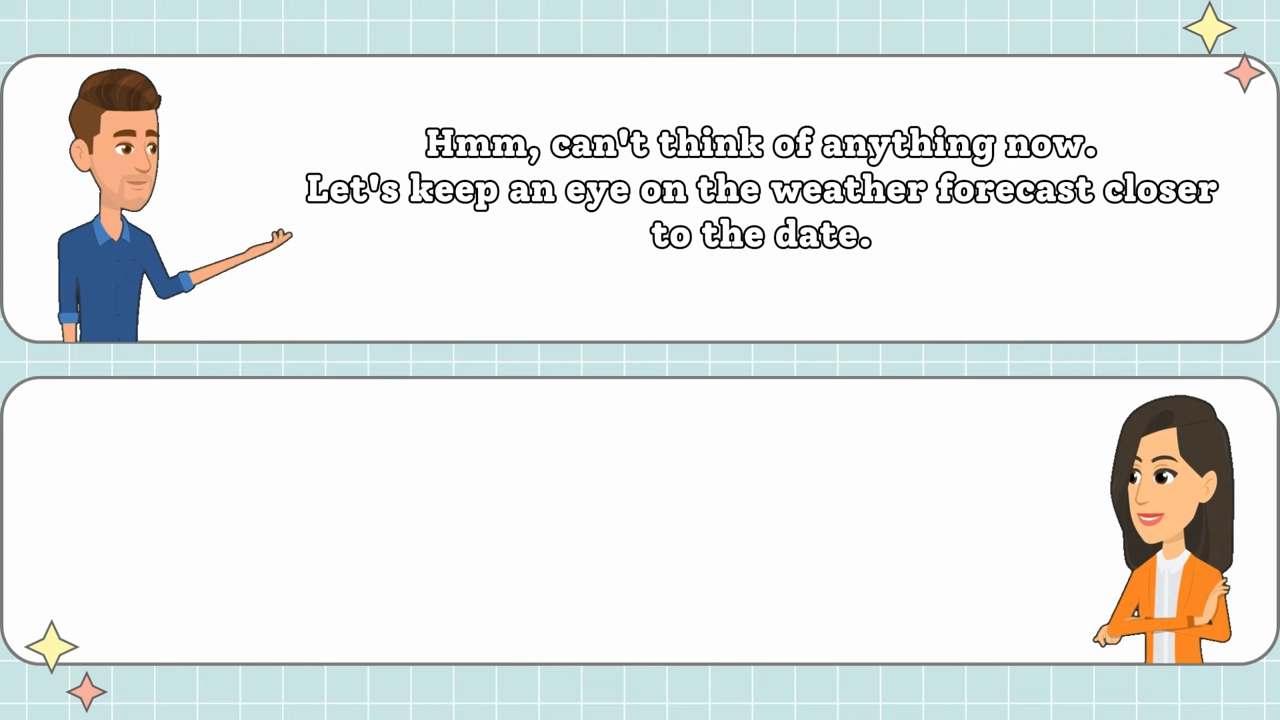 Hmm, can't think of anything now.
Let's keep an eye on the weather forecast closer
to the date.